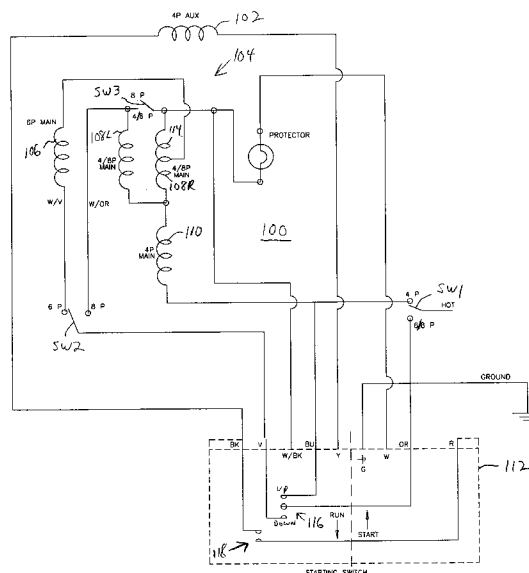 4P AUX 102
104
SW3 8 P
6P MAIN 4/8 P
PROTECTOR
106 108L 114
4/8P MAIN 4/8P MAIN
108R
W/V W/OR
110 100
4P MAIN
4 P SW1
HOT
6 P 8 P 6/8 P
SW2
GROUND
BK V W/BK BU Y G W OR R
112
UP
116 RUN
DOWN START
118
STARTING SWITCH